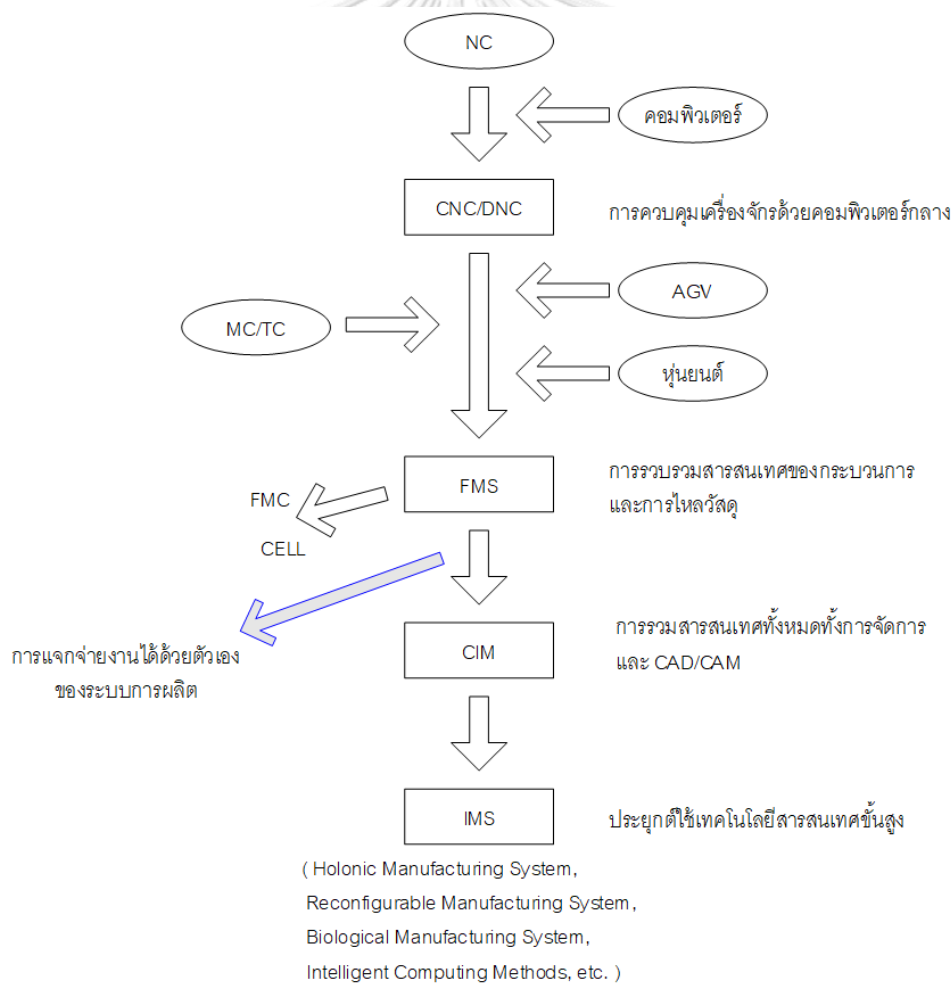 NC
คอมพิวเตอร์
CNC/DNC
การควบคุมเครื่องจักรด้วยคอมพิวเตอร์กลาง
AGV
MC/TC
หุ่นยนต์
FMS
การรวบรวมสารสนเทศของกระบวนการ
และการไหลวัสดุ
FMC
CELL
CIM
การรวมสารสนเทศทั้งหมดทั้งการจัดการ
และ CAD/CAM
การแจกจ่ายงานได้ด้วยตัวเอง
ของระบบการผลิต
IMS
ประยุกต์ใช้เทคโนโลยีสารสนเทศขั้นสูง
( Holonic Manufacturing System,
Reconfigurable Manufacturing System,
Biological Manufacturing System,
Intelligent Computing Methods, etc. )